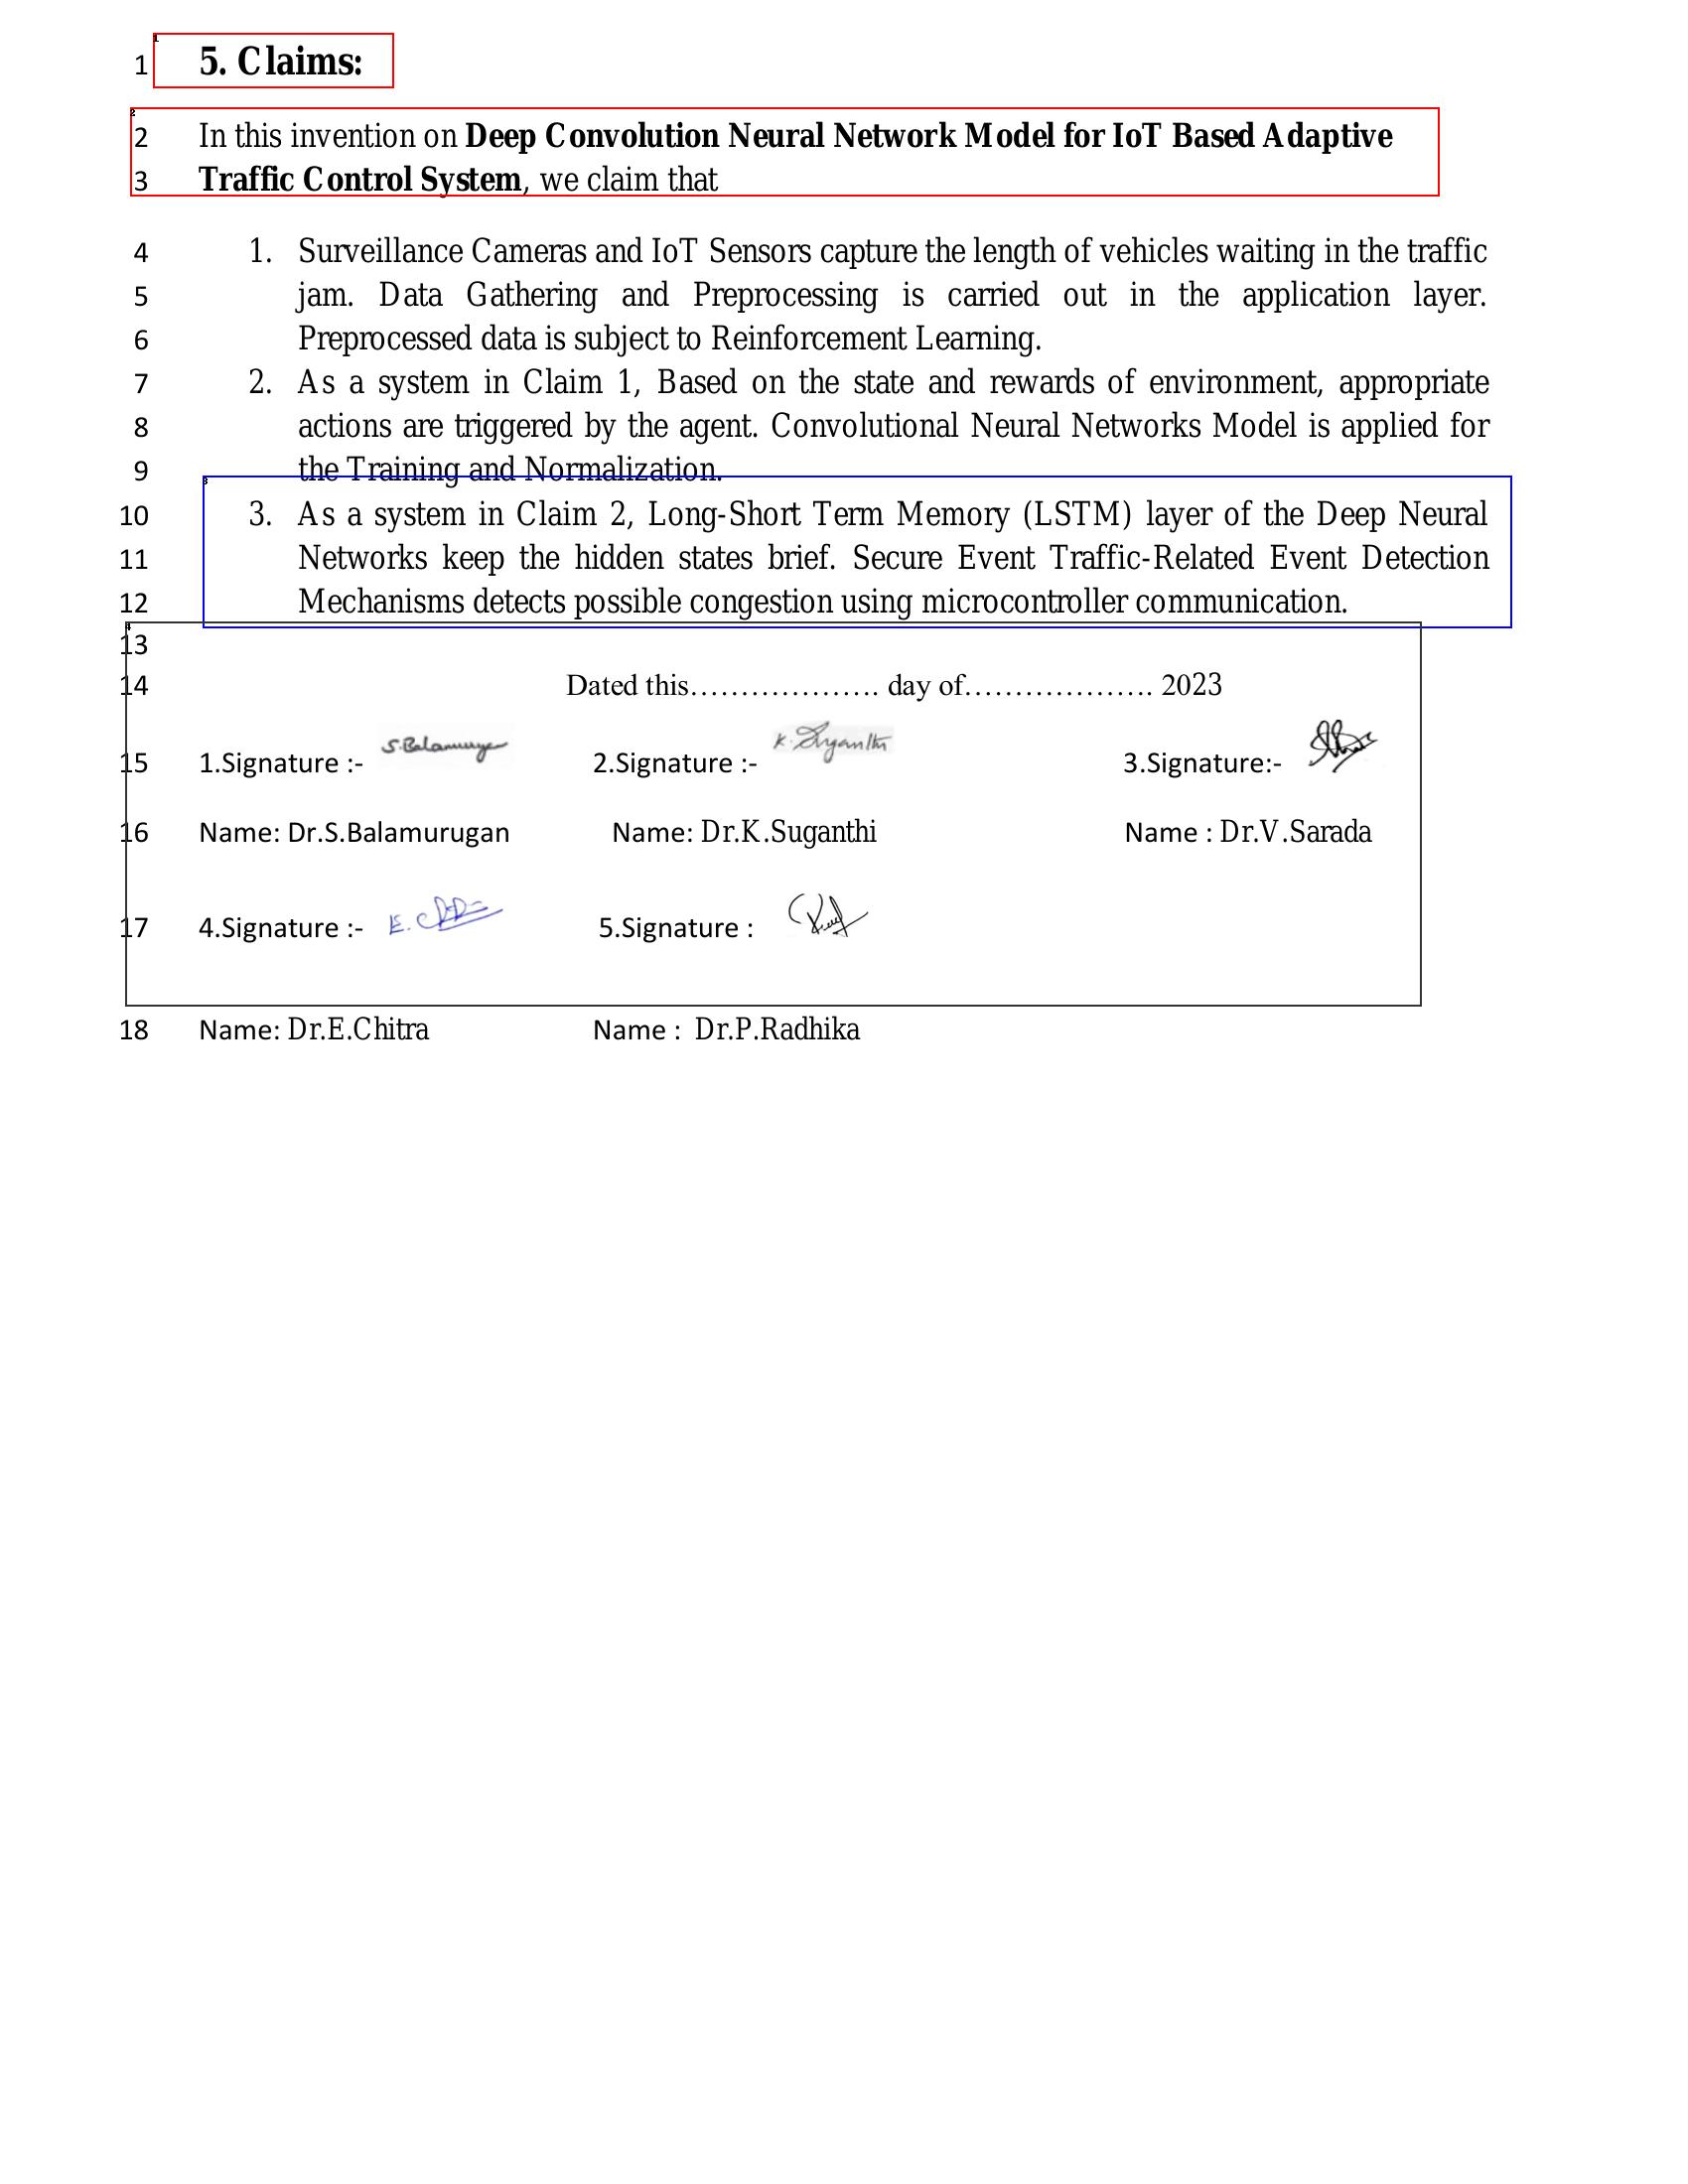 1 5. Claims:
2 In this invention on Deep Convolution Neural Network Model for IoT Based Adaptive
3 Traffic Control System, we claim that
4 1. Surveillance Cameras and IoT Sensors capture the length of vehicles waiting in the traffic
5 jam. Data Gathering and Preprocessing is carried out in the application layer.
6 Preprocessed data is subject to Reinforcement Learning.
7 2. As a system in Claim 1, Based on the state and rewards of environment, appropriate
8 actions are triggered by the agent. Convolutional Neural Networks Model is applied for
9 the Training and Normalization.
10 3. As a system in Claim 2, Long-Short Term Memory (LSTM) layer of the Deep Neural
11 Networks keep the hidden states brief. Secure Event Traffic-Related Event Detection
12 Mechanisms detects possible congestion using microcontroller communication.
13
14 Dated this………………. day of………………. 2023
15 1.Signature :- S.Balamurugan 2.Signature :- K. Suganthi 3.Signature:-
16 Name: Dr.S.Balamurugan Name: Dr.K.Suganthi Name : Dr.V.Sarada
17 4.Signature :- E. 5.Signature :
18 Name: Dr.E.Chitra Name : Dr.P.Radhika